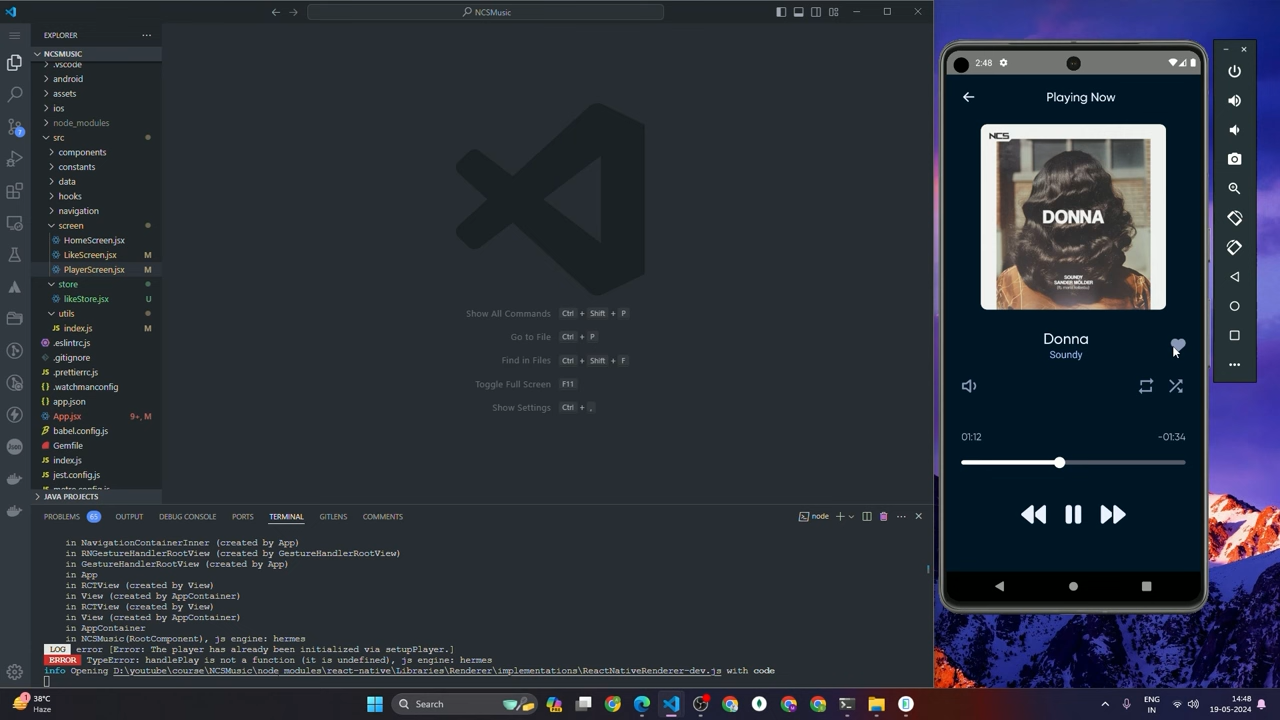 NCSMusic
EXPLORER
NCSMUSIC
.vscode
android
assets
ios
node_modules
src
components
constants
data
hooks
navigation
screen
HomeScreen.jsx
LikeScreen.jsx M
PlayerScreen.jsx M
store
likeStore.jsx U
utils
index.js M
.eslintrc.js
.gitignore
.prettierrc.js
.watchmanconfig
app.json
App.jsx 9+, M
babel.config.js
Gemfile
index.js
jest.config.js
JAVA PROJECTS
Show All Commands Ctrl + Shift + P
Go to File Ctrl + P
Find in Files Ctrl + Shift + F
Toggle Full Screen F11
Show Settings Ctrl + ,
PROBLEMS 65 OUTPUT DEBUG CONSOLE PORTS TERMINAL GITLENS COMMENTS
node
in NavigationContainerInner (created by App)
in RNGestureHandlerRootView (created by GestureHandlerRootView)
in GestureHandlerRootView (created by App)
in App
in RCTView (created by View)
in View (created by AppContainer)
in RCTView (created by View)
in View (created by AppContainer)
in AppContainer
in NCSMusic(RootComponent), js engine: hermes
LOG error [Error: The player has already been initialized via setupPlayer.]
ERROR TypeError: handlePlay is not a function (it is undefined), js engine: hermes
info Opening D:\youtube\course\NCSMusic\node_modules\react-native\Libraries\Renderer\implementations\ReactNativeRenderer-dev.js with code
2:48
Playing Now
NCS
DONNA
SOUNDY
SANDER MÖLDER
Donna
Soundy
01:12 -01:34
38°C
Haze
Search
ENG
IN
14:48
19-05-2024